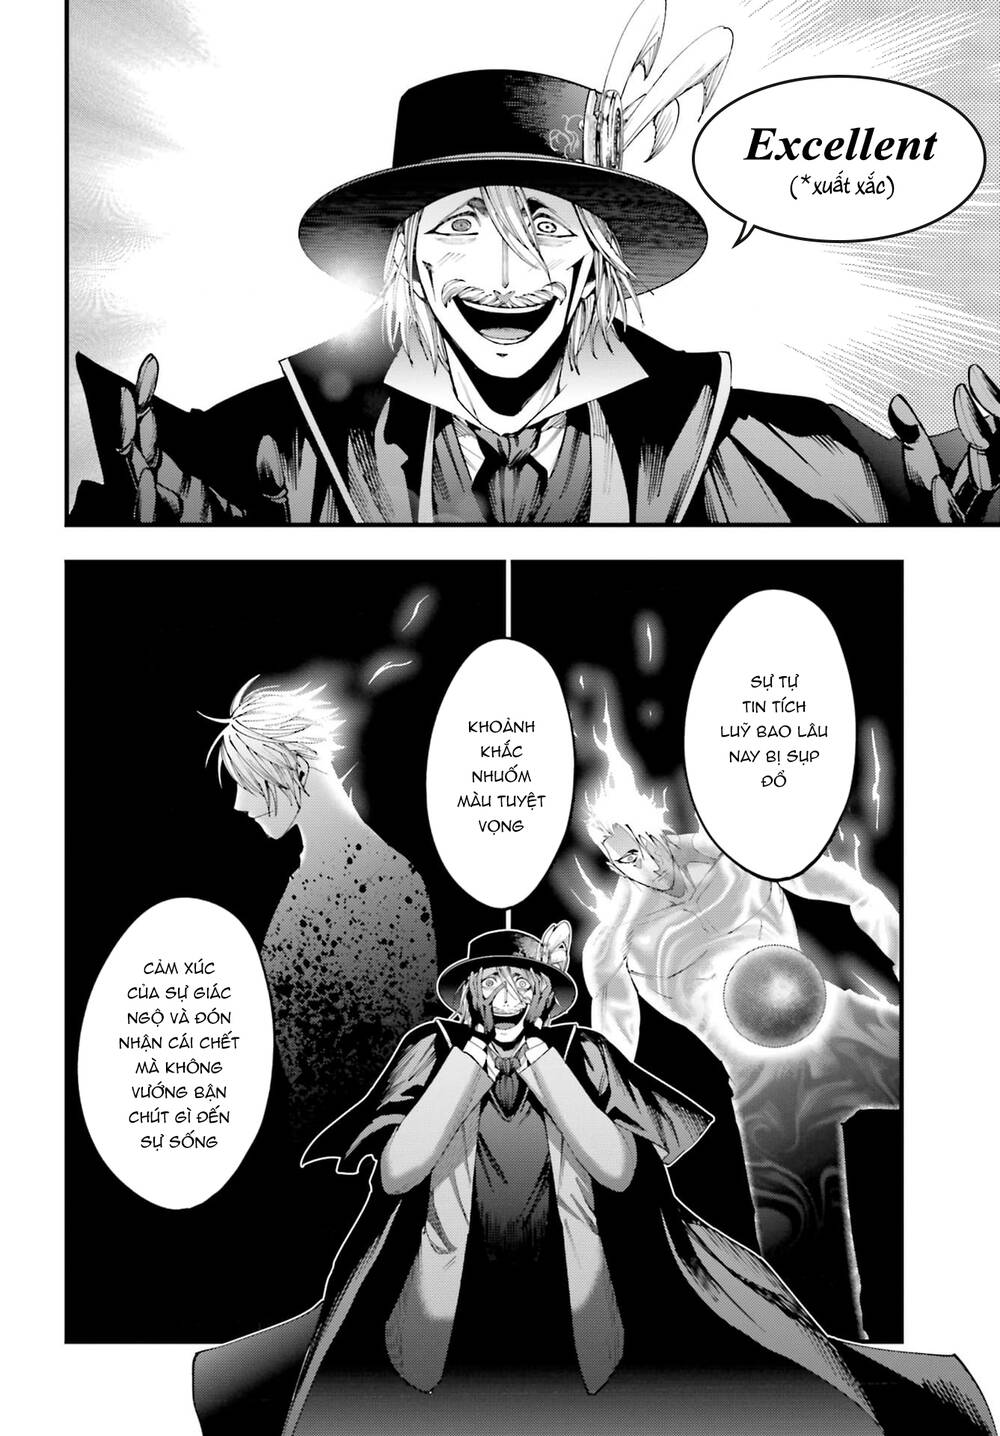 Excellent
(*xuất xắc)
SỰ TỰ
TIN TÍCH
LUỸ BAO LÂU
NAY BỊ SỤP
ĐỔ
KHOẢNH
KHẮC
NHUỐM
MÀU TUYỆT
VỌNG
CẢM XÚC
CỦA SỰ GIÁC
NGỘ VÀ ĐÓN
NHẬN CÁI CHẾT
MÀ KHÔNG
VƯỚNG BẬN
CHÚT GÌ ĐẾN
SỰ SỐNG